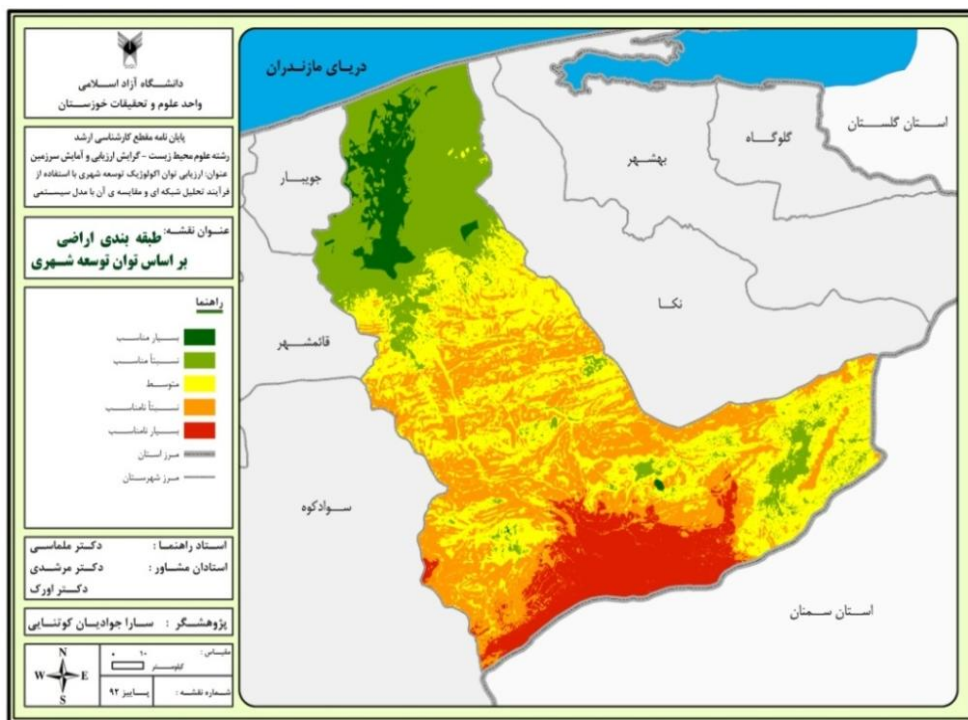 دانشگاه آزاد اسلامی
واحد علوم و تحقیقات خوزستان
پایان نامه مقطع کارشناسی ارشد
رشته علوم محیط زیست - گرایش ارزیابی و آمایش سرزمین
عنوان: ارزیابی توان اکولوژیک توسعه شهری با استفاده از
فرآیند تحلیل شبکه ای و مقایسه ی آن با مدل سیستمی
عنوان نقشه: طبقه بندی اراضی
بر اساس توان توسعه شهری
راهنما
بسیار مناسب
نسبتاً مناسب
متوسط
نسبتاً نامناسب
بسیار نامناسب
مرز استان
مرز شهرستان
استاد راهنما : دکتر ملماسی
استادان مشاور : دکتر مرشدی
دکتر اورک
پژوهشگر : سارا جوادیان کوتنایی
N
W E
S
مقیاس :
۰ ۱۰
کیلومتر
شماره نقشه :
پاییز ۹۲
دریای مازندران
استان گلستان
گلوگاه
بهشهر
جویبار
نکا
قائمشهر
سوادکوه
استان سمنان